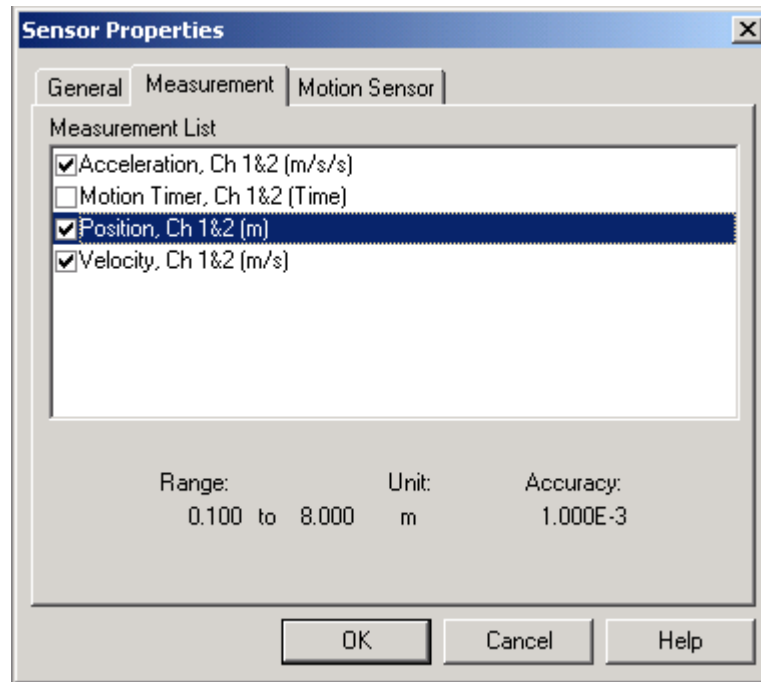 Sensor Properties
General Measurement Motion Sensor
Measurement List
Acceleration, Ch 1&2 (m/s/s)
Motion Timer, Ch 1&2 (Time)
Position, Ch 1&2 (m)
Velocity, Ch 1&2 (m/s)
Range: Unit: Accuracy:
0.100 to 8.000 m 1.000E-3
OK Cancel Help